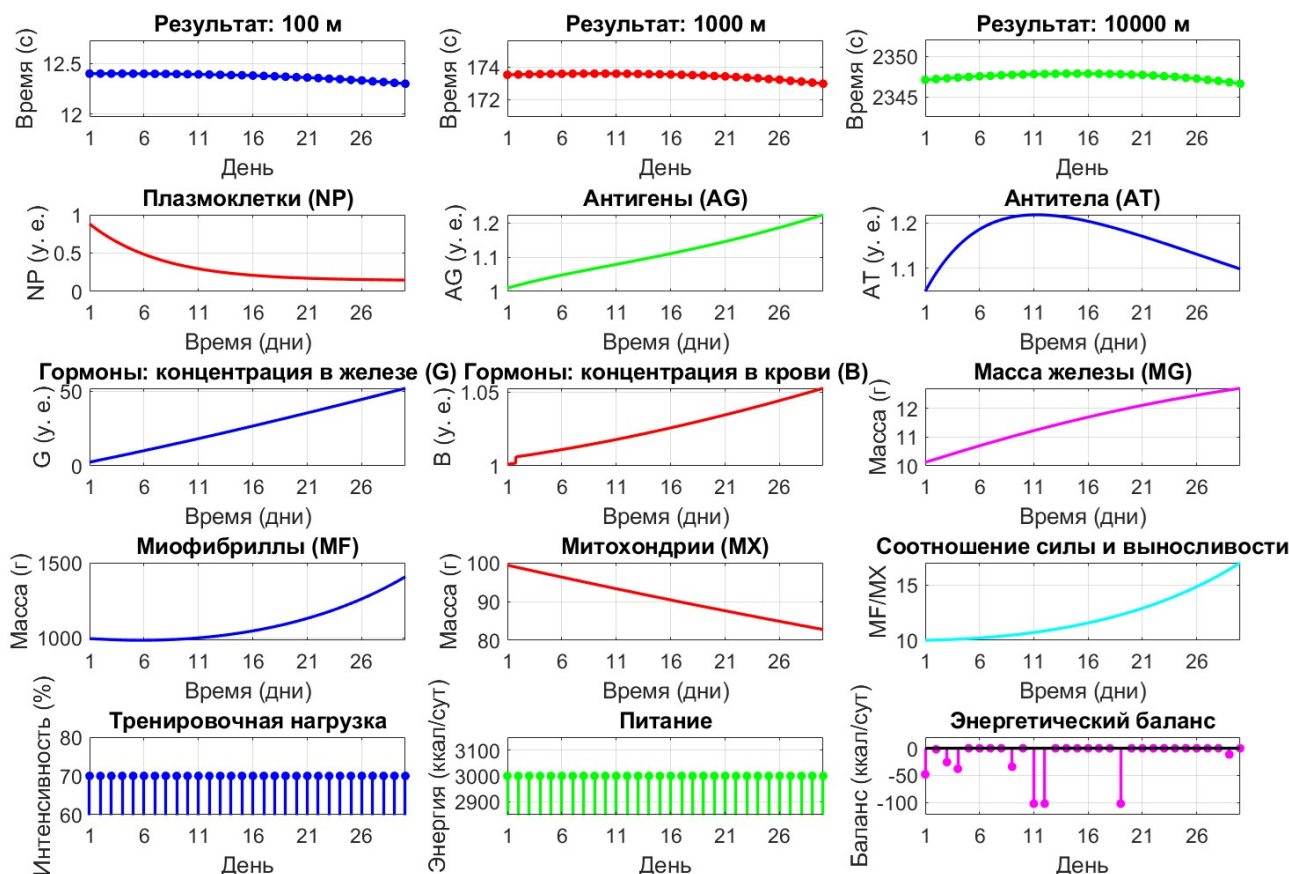 Результат: 100 м
Время (с)
12.5
12
1 6 11 16 21 26
День
Результат: 1000 м
Время (с)
174
172
1 6 11 16 21 26
День
Результат: 10000 м
Время (с)
2350
2345
1 6 11 16 21 26
День
Плазмоклетки (NP)
NP (у. е.)
1
0.5
0
1 6 11 16 21 26
Время (дни)
Антигены (AG)
AG (у. е.)
1.2
1.1
1
1 6 11 16 21 26
Время (дни)
Антитела (AT)
AT (у. е.)
1.2
1.1
1 6 11 16 21 26
Время (дни)
Гормоны: концентрация в железе (G)
G (у. е.)
50
0
1 6 11 16 21 26
Время (дни)
Гормоны: концентрация в крови (B)
B (у. е.)
1.05
1
1 6 11 16 21 26
Время (дни)
Масса железы (MG)
Масса (г)
12
11
10
1 6 11 16 21 26
Время (дни)
Миофибриллы (MF)
Масса (г)
1500
1000
1 6 11 16 21 26
Время (дни)
Митохондрии (MX)
Масса (г)
100
90
80
1 6 11 16 21 26
Время (дни)
Соотношение силы и выносливости
MF/MX
15
10
1 6 11 16 21 26
Время (дни)
Тренировочная нагрузка
Интенсивность (%)
80
70
60
1 6 11 16 21 26
День
Питание
Энергия (ккал/сут)
3100
3000
2900
1 6 11 16 21 26
День
Энергетический баланс
Баланс (ккал/сут)
0
-50
-100
1 6 11 16 21 26
День